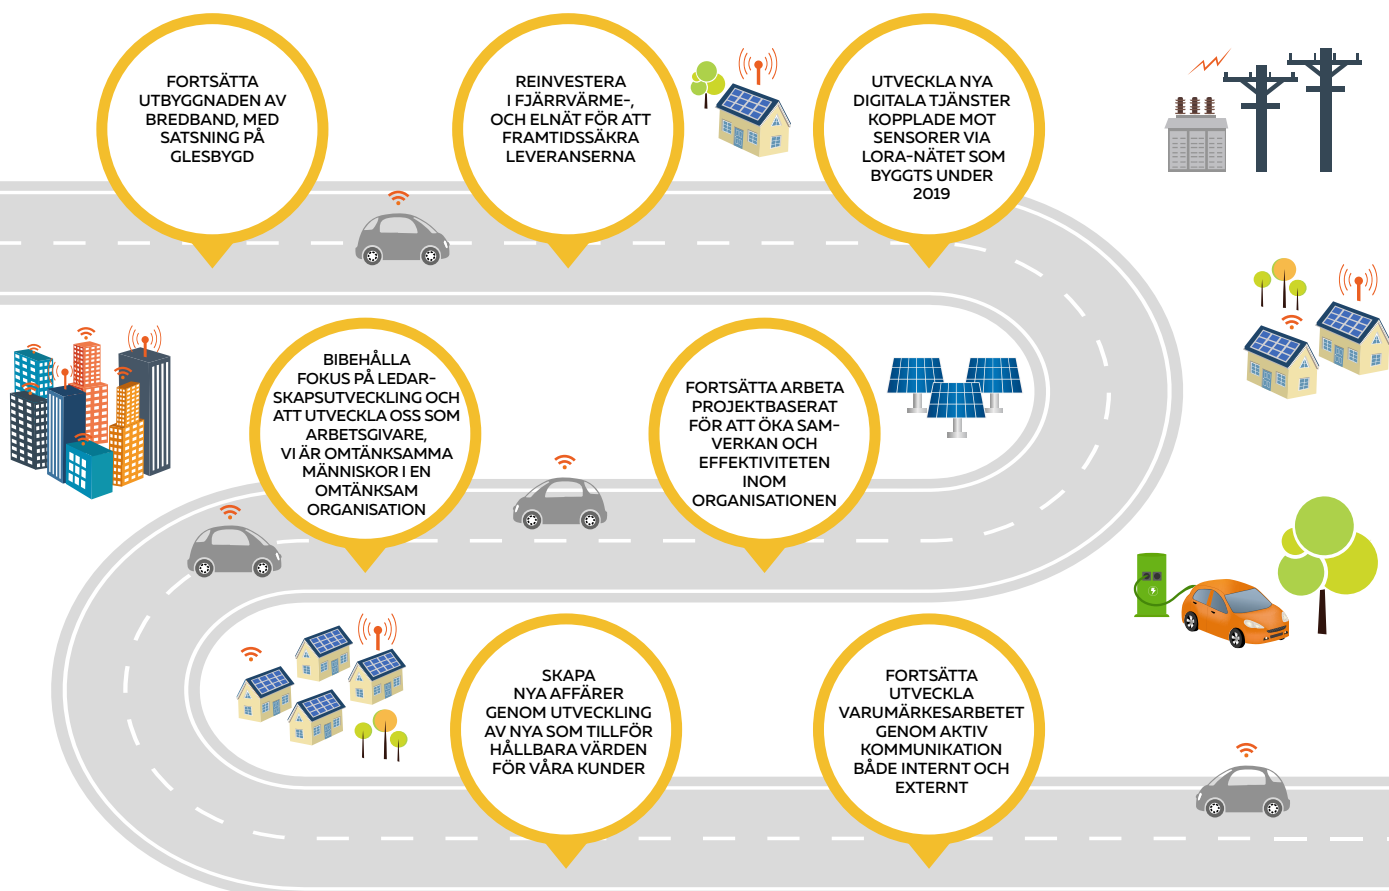 FORTSÄTTA
UTBYGGNADEN AV
BREDBAND, MED
SATSNING PÅ
GLESBYGD
REINVESTERA
I FJÄRRVÄRME-,
OCH ELNÄT FÖR ATT
FRAMTIDSSÄKRA
LEVERANSERNA
UTVECKLA NYA
DIGITALA TJÄNSTER
KOPPLADE MOT
SENSORER VIA
LORA-NÄTET SOM
BYGGTS UNDER
2019
BIBEHÅLLA
FOKUS PÅ LEDAR-
SKAPSUTVECKLING OCH
ATT UTVECKLA OSS SOM
ARBETSGIVARE,
VI ÄR OMTÄNKSAMMA
MÄNNISKOR I EN
OMTÄNKSAM
ORGANISATION
FORTSÄTTA ARBETA
PROJEKTBASERAT
FÖR ATT ÖKA SAM-
VERKAN OCH
EFFEKTIVITETEN
INOM
ORGANISATIONEN
SKAPA
NYA AFFÄRER
GENOM UTVECKLING
AV NYA SOM TILLFÖR
HÅLLBARA VÄRDEN
FÖR VÅRA KUNDER
FORTSÄTTA
UTVECKLA
VARUMÄRKESARBETET
GENOM AKTIV
KOMMUNIKATION
BÅDE INTERNT OCH
EXTERNT